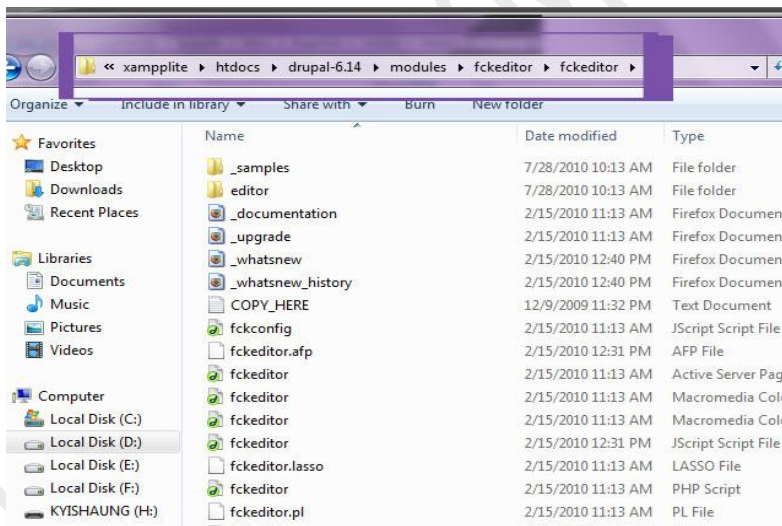 « xampplite ▸ htdocs ▸ drupal-6.14 ▸ modules ▸ fckeditor ▸ fckeditor ▸
Organize Include in library Share with Burn New folder
Name Date modified Type
Favorites
Desktop
Downloads
Recent Places
Libraries
Documents
Music
Pictures
Videos
Computer
Local Disk (C:)
Local Disk (D:)
Local Disk (E:)
Local Disk (F:)
KYISHAUNG (H:)
_samples 7/28/2010 10:13 AM File folder
editor 7/28/2010 10:13 AM File folder
_documentation 2/15/2010 11:13 AM Firefox Documen
_upgrade 2/15/2010 11:13 AM Firefox Documen
_whatsnew 2/15/2010 12:40 PM Firefox Documen
_whatsnew_history 2/15/2010 12:40 PM Firefox Documen
COPY_HERE 12/9/2009 11:32 PM Text Document
fckconfig 2/15/2010 11:13 AM JScript Script File
fckeditor.afp 2/15/2010 12:31 PM AFP File
fckeditor 2/15/2010 11:13 AM Active Server Pag
fckeditor 2/15/2010 11:13 AM Macromedia Col
fckeditor 2/15/2010 11:13 AM Macromedia Col
fckeditor 2/15/2010 12:31 PM JScript Script File
fckeditor.lasso 2/15/2010 11:13 AM LASSO File
fckeditor 2/15/2010 11:13 AM PHP Script
fckeditor.pl 2/15/2010 11:13 AM PL File